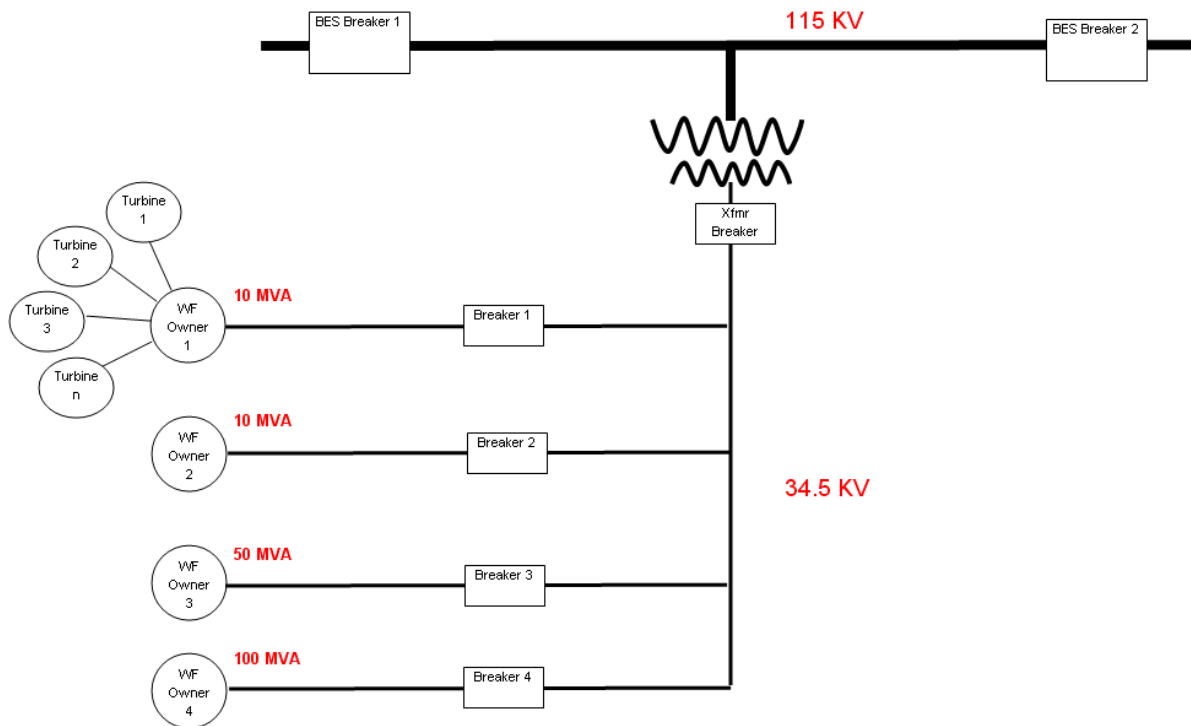 BES Breaker 1
115 KV
BES Breaker 2
Turbine
1
Turbine
2
Turbine
3
Turbine
n
Xfmr
Breaker
WF
Owner
1
10 MVA
Breaker 1
WF
Owner
2
10 MVA
Breaker 2
34.5 KV
WF
Owner
3
50 MVA
Breaker 3
WF
Owner
4
100 MVA
Breaker 4